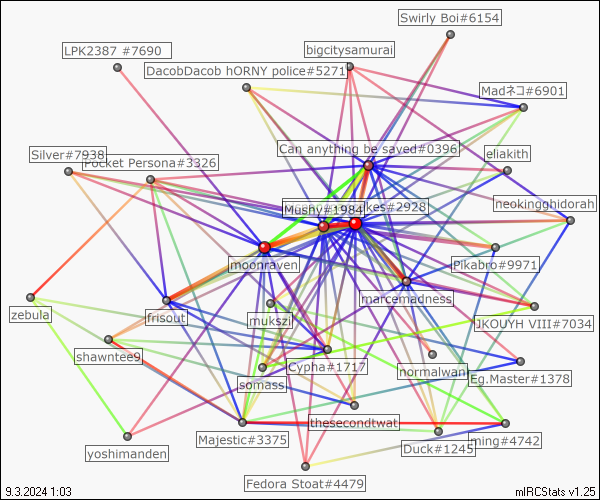 Swirly Boi#6154
LPK2387 #7690
bigcitysamurai
DacobDacob hORNY police#5271
Madネコ#6901
Can anything be saved#0396
Silver#7938
Pocket Persona#3326
eliakith
neokingghidorah
Mushy#1984
kes#2928
moonraven
Pikabro#9971
marcemadness
zebula
frisout
mukszi
JKOUYH VIII#7034
shawntee9
Cypha#1717
normalwan
Eg.Master#1378
somass
thesecondtwat
yoshimanden
Majestic#3375
Duck#1245
ming#4742
Fedora Stoat#4479
9.3.2024 1:03
mIRCStats v1.25